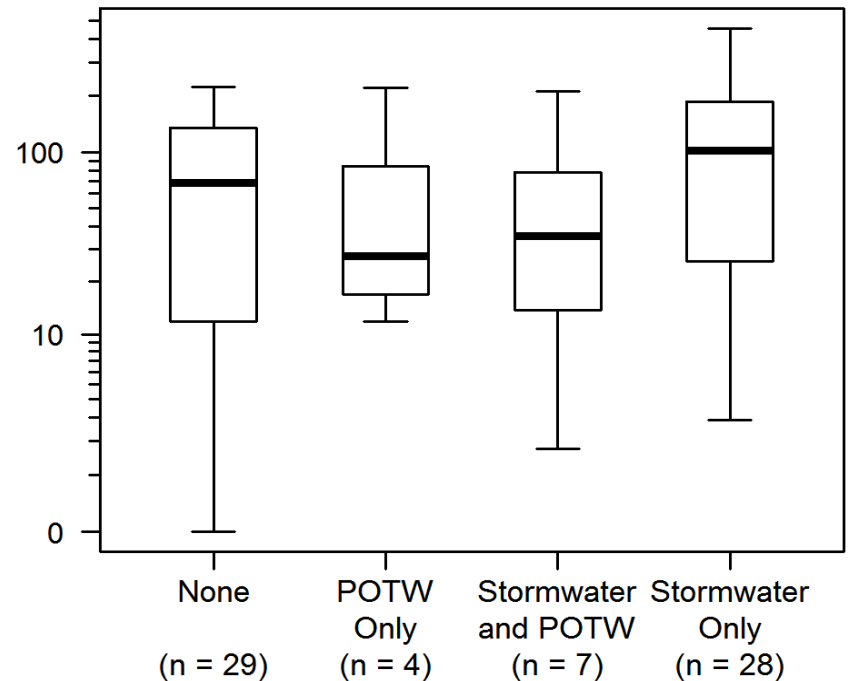 100
10
0
None POTW Only Stormwater and POTW Stormwater Only
(n = 29) (n = 4) (n = 7) (n = 28)